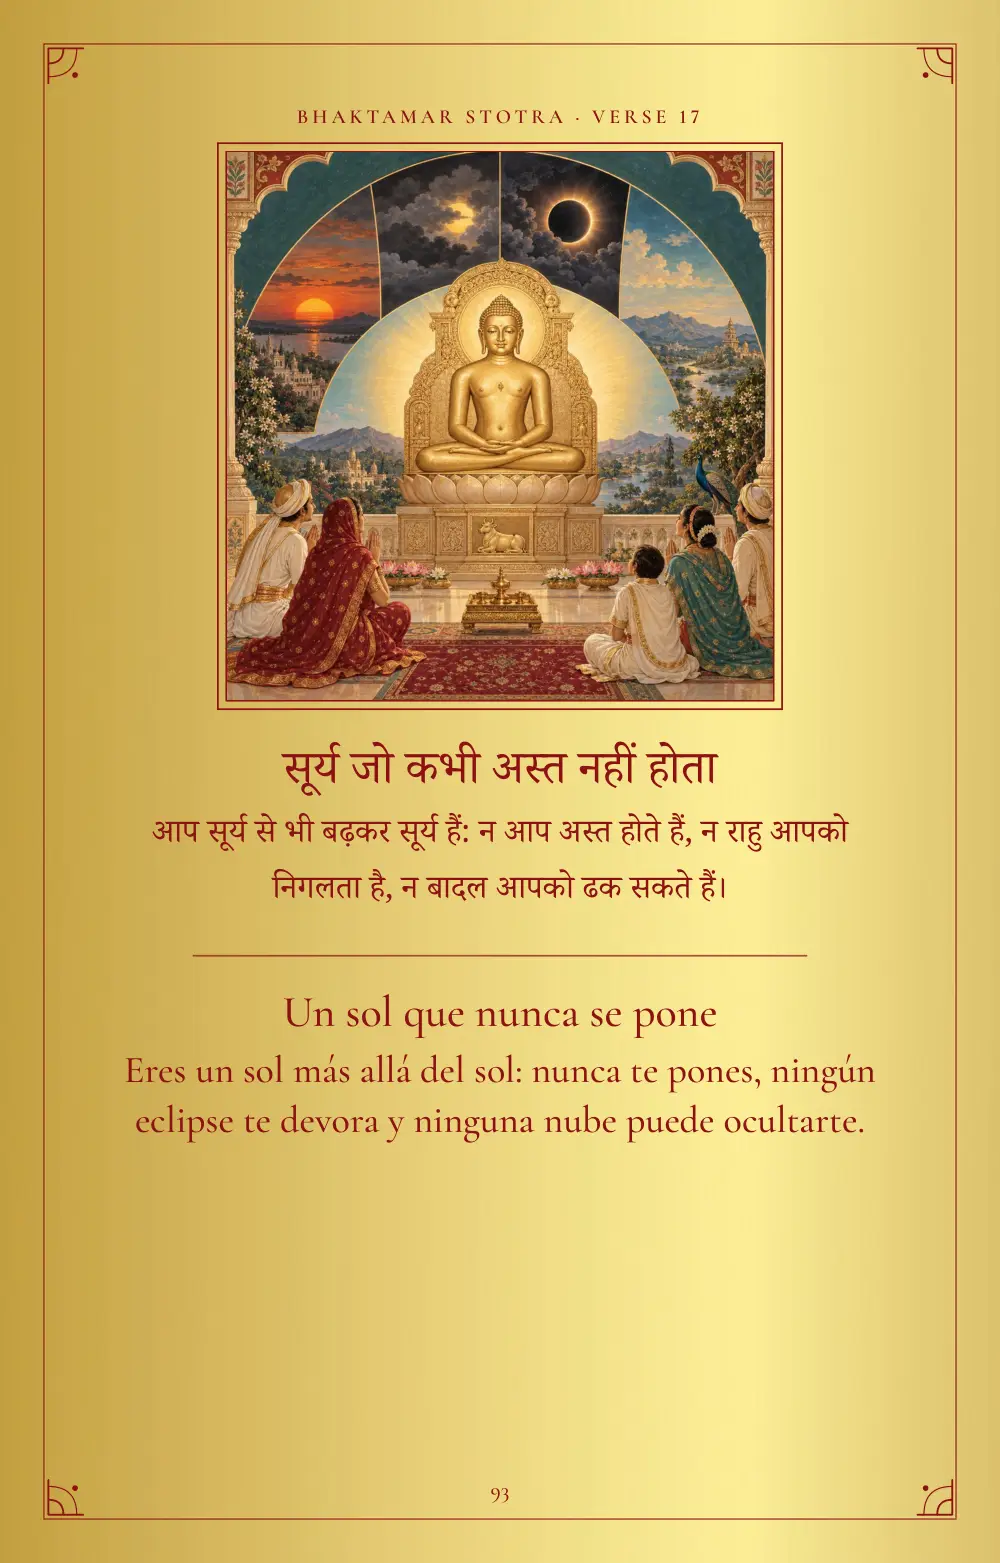 BHAKTAMAR STOTRA · VERSE 17
सूर्य जो कभी अस्त नहीं होता
आप सूर्य से भी बढ़कर सूर्य हैं: न आप अस्त होते हैं, न राहु आपको
निगलता है, न बादल आपको ढक सकते हैं।
Un sol que nunca se pone
Eres un sol más allá del sol: nunca te pones, ningún
eclipse te devora y ninguna nube puede ocultarte.
93